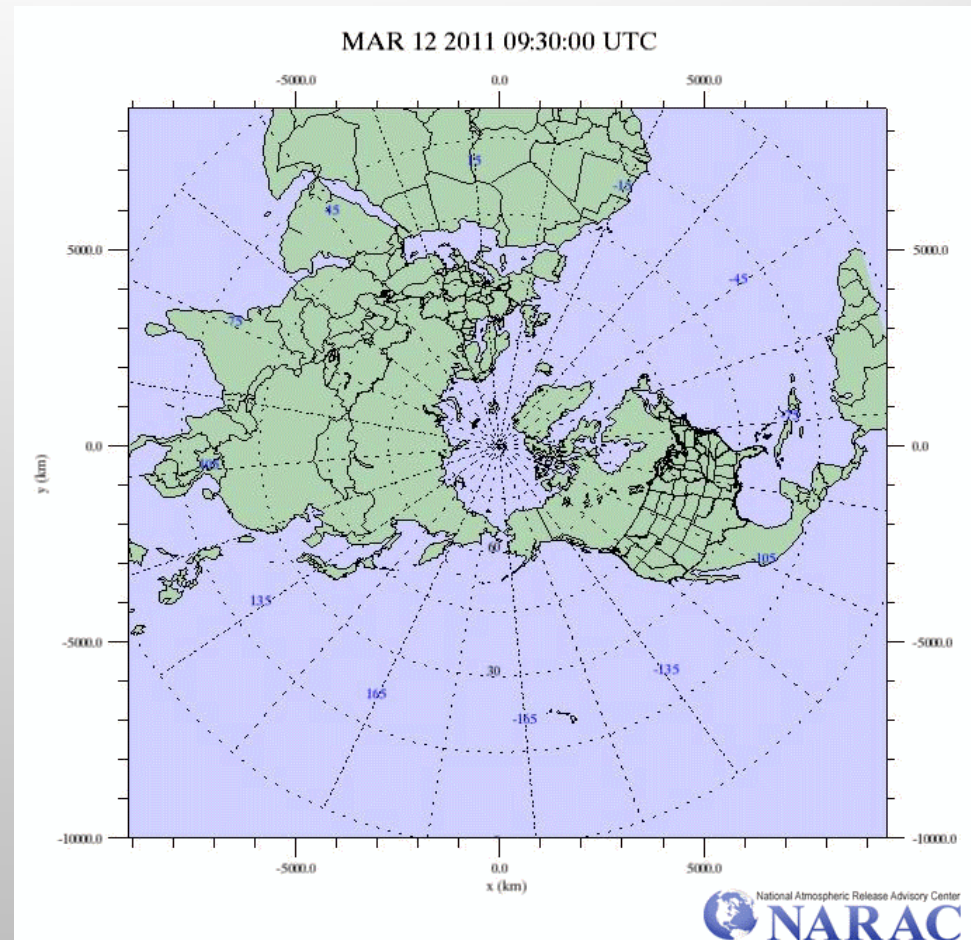 MAR 12 2011 09:30:00 UTC
-5000.0 0.0 5000.0
15
-15
45
5000.0 5000.0
-45
75
-75
0.0 0.0
105
y (km)
60
-105
135
-5000.0 -5000.0
30 -135
165
-165
-10000.0 -10000.0
-5000.0 0.0 5000.0
x (km)
National Atmospheric Release Advisory Center
NARAC